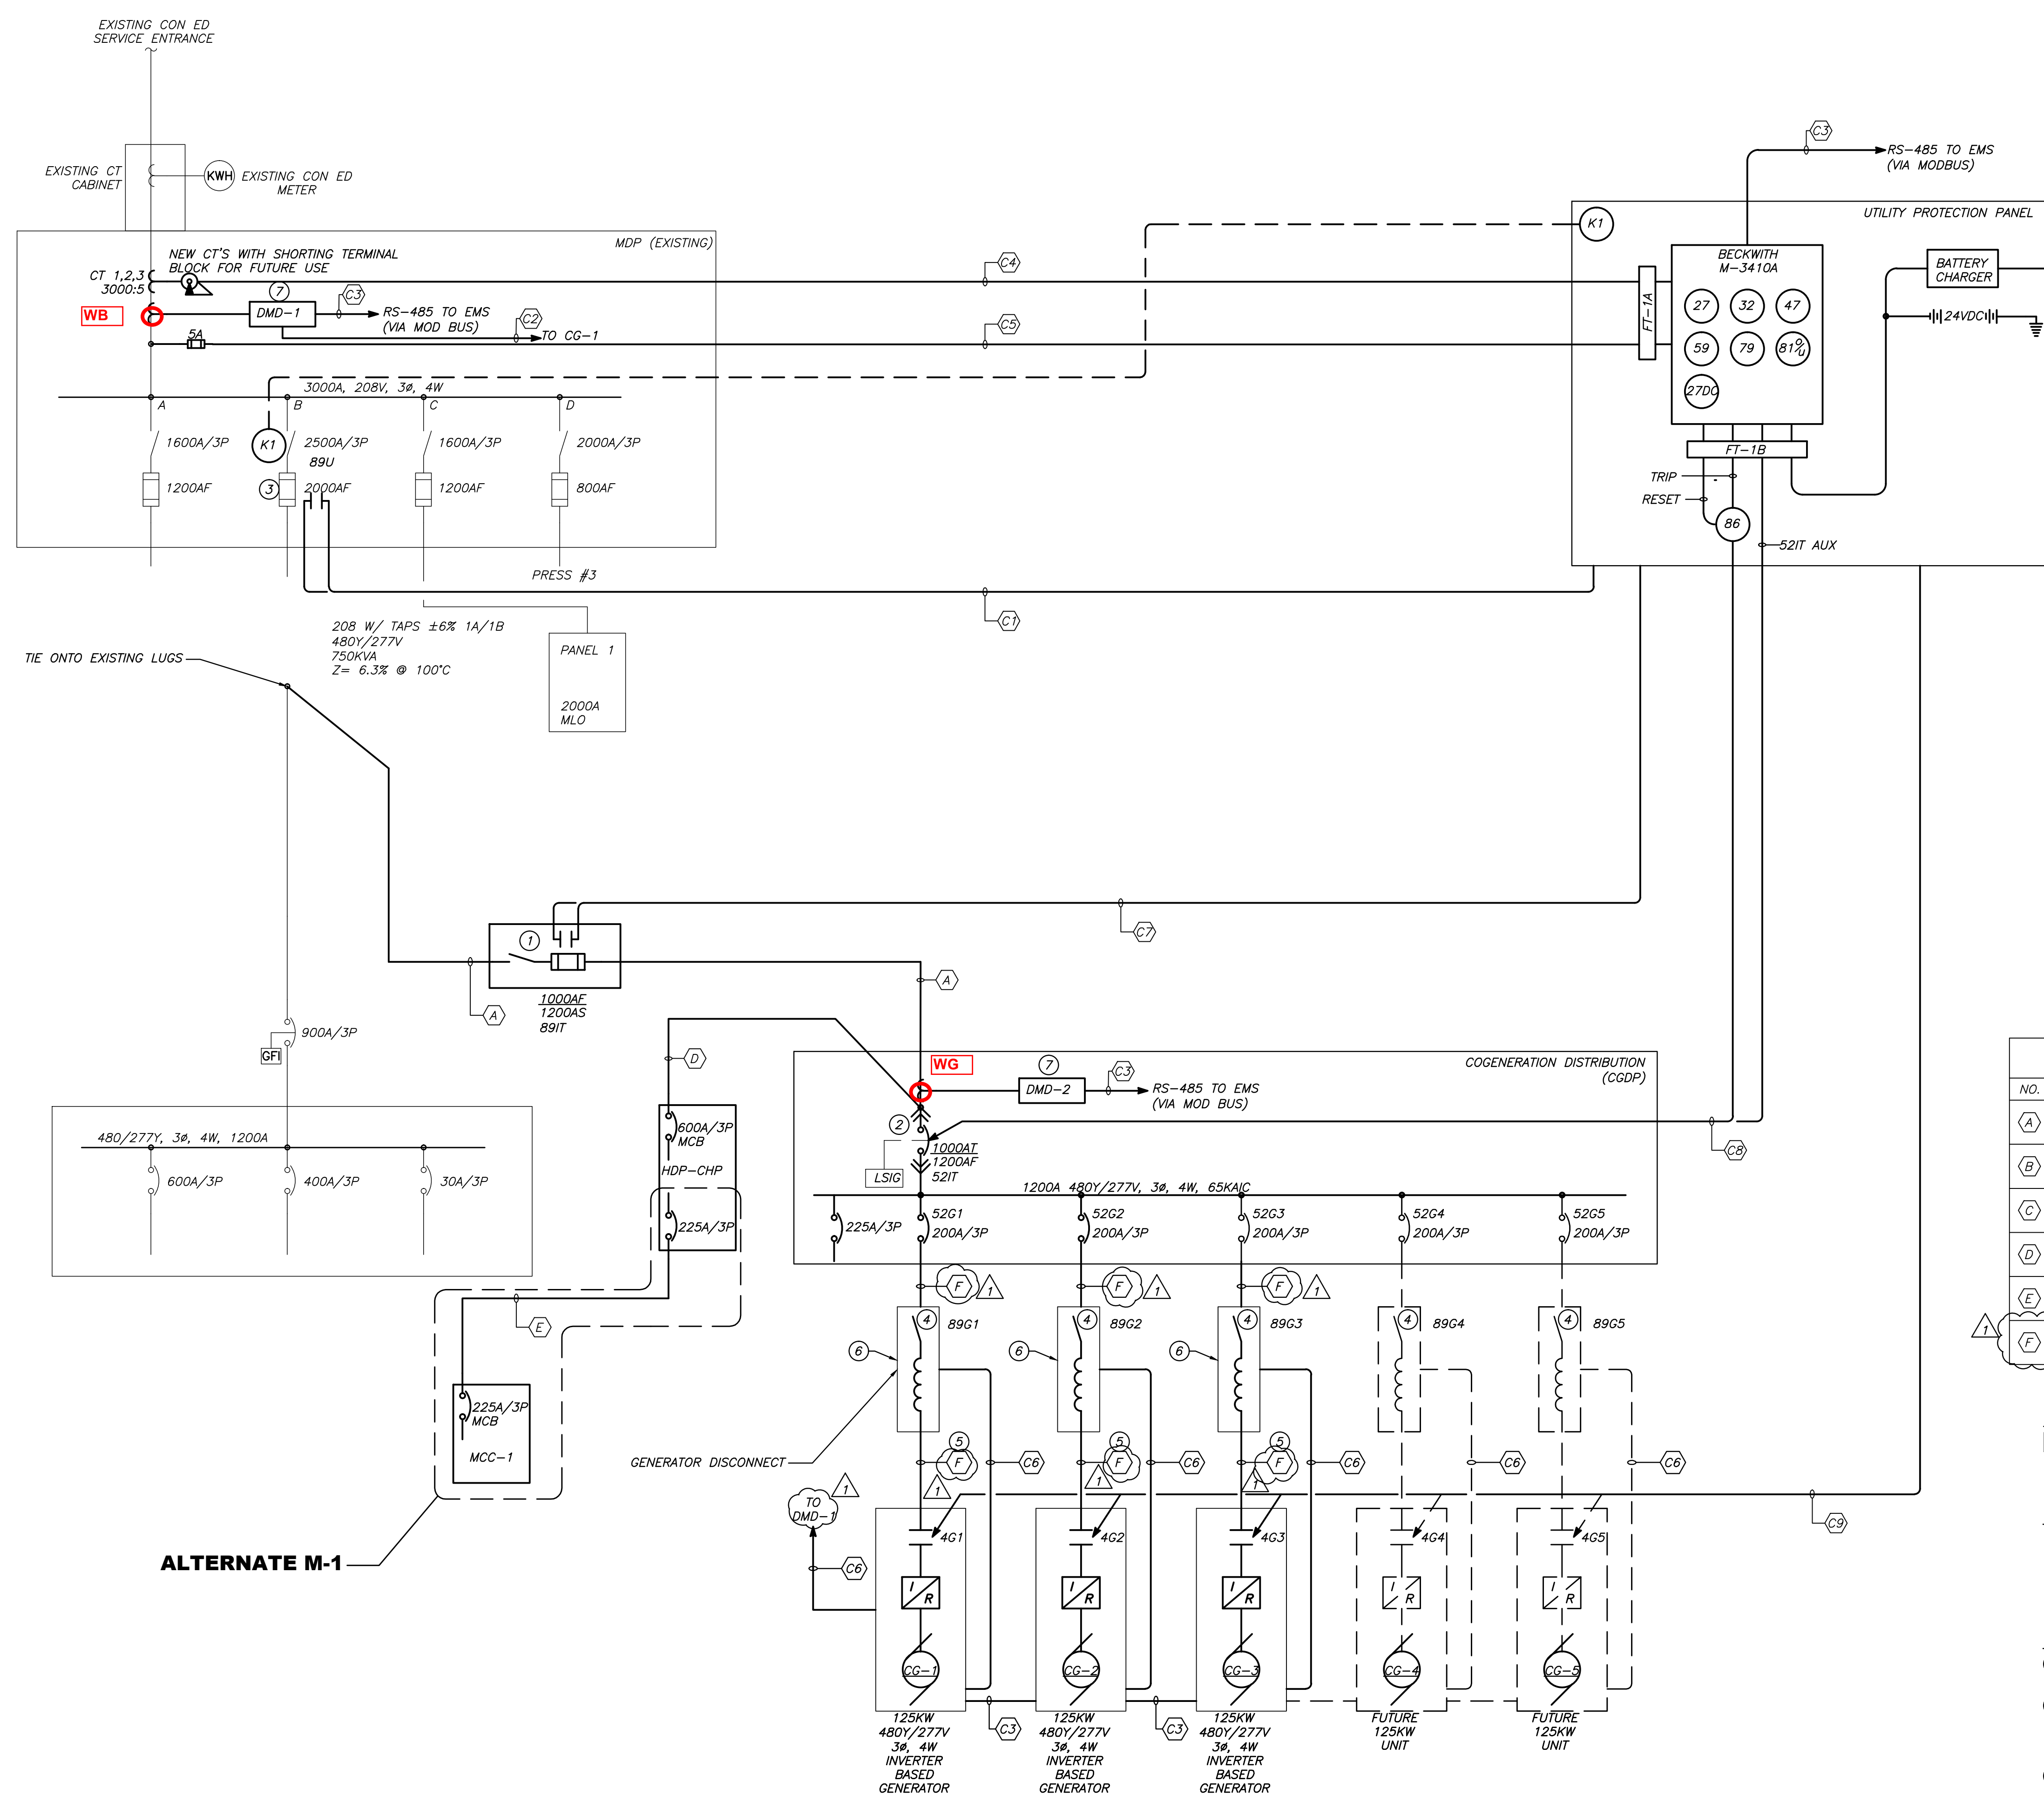 EXISTING CON ED
SERVICE ENTRANCE
EXISTING CT
CABINET
KWH
EXISTING CON ED
METER
MDP (EXISTING)
NEW CT'S WITH SHORTING TERMINAL
BLOCK FOR FUTURE USE
CT 1,2,3
3000:5
7
C3
DMD-1
RS-485 TO EMS
(VIA MOD BUS)
WB
C2
TO CG-1
5A
C4
C5
3000A, 208V, 3ø, 4W
A
B
C
D
1600A/3P
K1
2500A/3P
89U
1600A/3P
2000A/3P
1200AF
3
2000AF
1200AF
800AF
PRESS #3
C1
C3
RS-485 TO EMS
(VIA MODBUS)
UTILITY PROTECTION PANEL
K1
BECKWITH
M-3410A
27
32
47
59
79
81 O/U
27DC
FT-1A
FT-1B
BATTERY
CHARGER
24VDC
TRIP
RESET
86
52IT AUX
208 W/ TAPS ±6% 1A/1B
480Y/277V
750KVA
Z= 6.3% @ 100°C
PANEL 1
2000A
MLO
TIE ONTO EXISTING LUGS
C7
1
A
1000AF
1200AS
89IT
A
900A/3P
GFI
D
WG
7
C3
DMD-2
RS-485 TO EMS
(VIA MOD BUS)
COGENERATION DISTRIBUTION
(CGDP)
2
1000AT
1200AF
52IT
LSIG
C8
600A/3P
MCB
HDP-CHP
225A/3P
480/277Y, 3ø, 4W, 1200A
600A/3P
400A/3P
30A/3P
1200A 480Y/277V, 3ø, 4W, 65KAIC
225A/3P
52G1
200A/3P
52G2
200A/3P
52G3
200A/3P
52G4
200A/3P
52G5
200A/3P
F
1
F
1
F
1
4
89G1
4
89G2
4
89G3
4
89G4
4
89G5
6
6
6
E
225A/3P
MCB
MCC-1
GENERATOR DISCONNECT
5
F
C6
5
F
C6
5
F
C6
C6
C6
1
1
1
TO
DMD-1
1
C6
C9
4G1
4G2
4G3
4G4
4G5
I
R
I
R
I
R
I
R
I
R
CG-1
CG-2
CG-3
CG-4
CG-5
C3
C3
125KW
480Y/277V
3ø, 4W
INVERTER
BASED
GENERATOR
125KW
480Y/277V
3ø, 4W
INVERTER
BASED
GENERATOR
125KW
480Y/277V
3ø, 4W
INVERTER
BASED
GENERATOR
FUTURE
125KW
UNIT
FUTURE
125KW
UNIT
ALTERNATE M-1
NO.
A
B
C
D
E
1
F